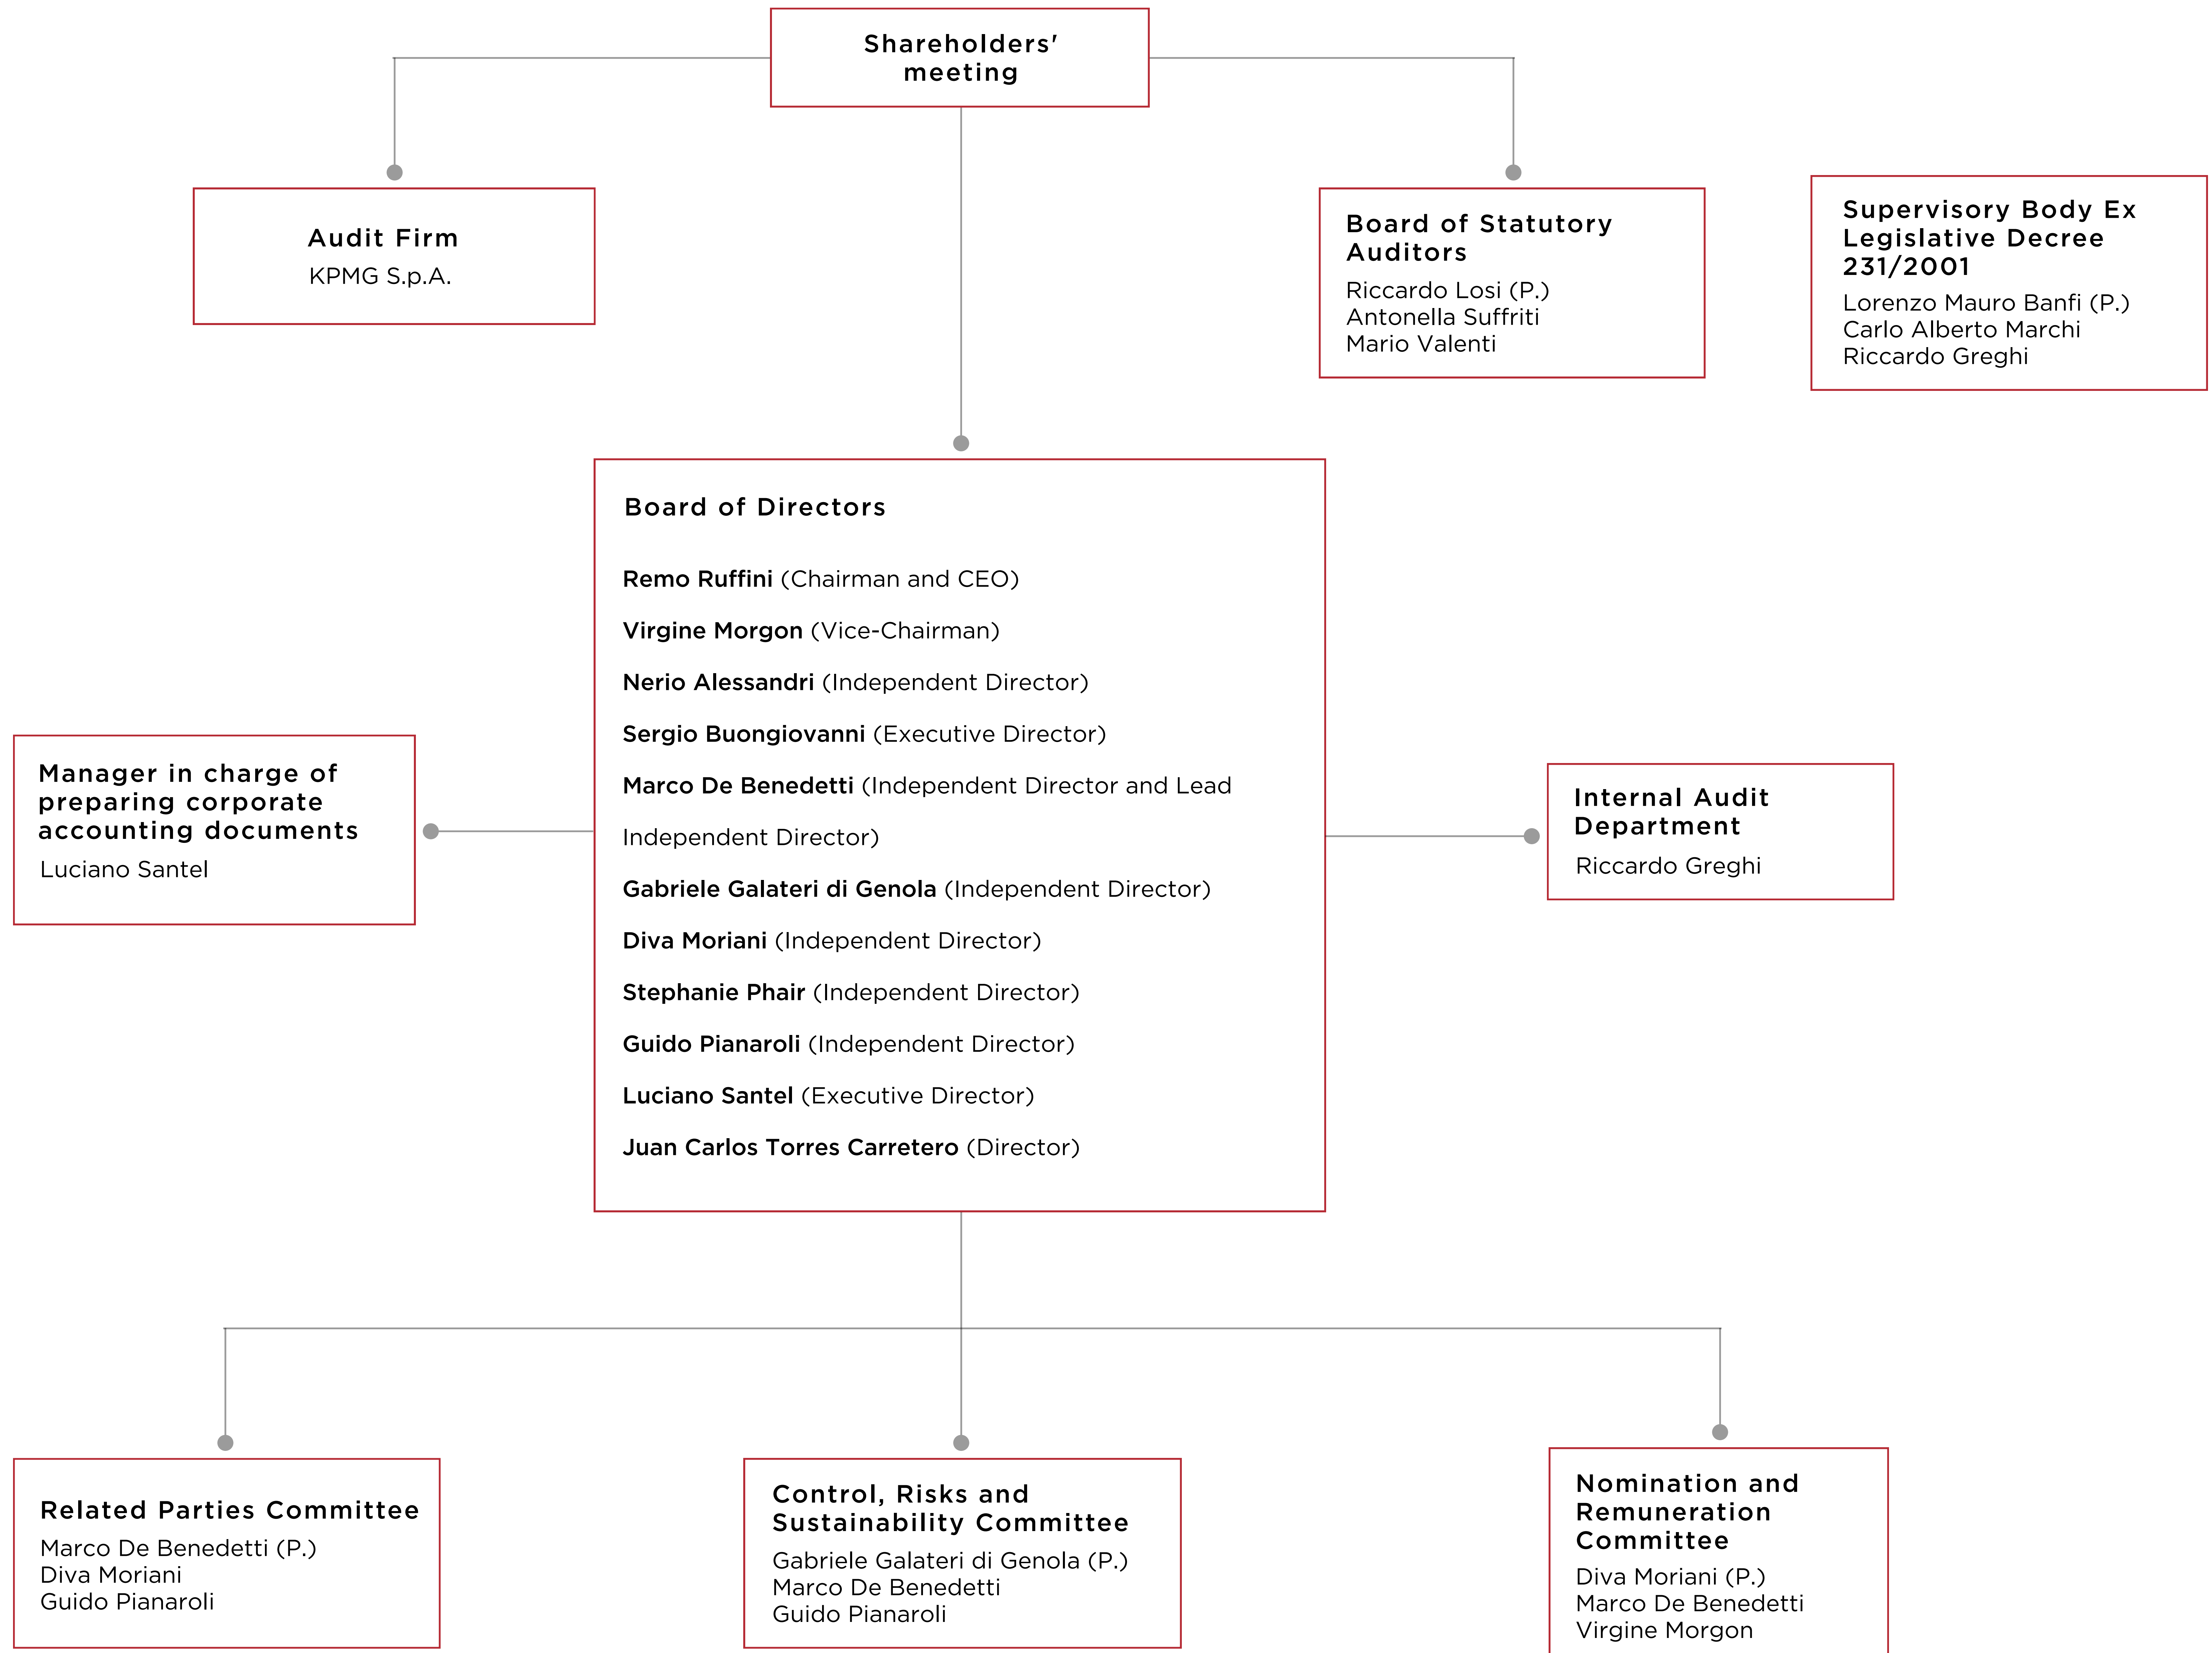 Shareholders'
meeting
Audit Firm
KPMG S.p.A.
Board of Statutory
Auditors
Riccardo Losi (P.)
Antonella Suffriti
Mario Valenti
Supervisory Body Ex
Legislative Decree
231/2001
Lorenzo Mauro Banfi (P.)
Carlo Alberto Marchi
Riccardo Greghi
Board of Directors
Remo Ruffini (Chairman and CEO)
Virgine Morgon (Vice-Chairman)
Nerio Alessandri (Independent Director)
Sergio Buongiovanni (Executive Director)
Marco De Benedetti (Independent Director and Lead
Independent Director)
Gabriele Galateri di Genola (Independent Director)
Diva Moriani (Independent Director)
Stephanie Phair (Independent Director)
Guido Pianaroli (Independent Director)
Luciano Santel (Executive Director)
Juan Carlos Torres Carretero (Director)
Manager in charge of
preparing corporate
accounting documents
Luciano Santel
Internal Audit
Department
Riccardo Greghi
Related Parties Committee
Marco De Benedetti (P.)
Diva Moriani
Guido Pianaroli
Control, Risks and
Sustainability Committee
Gabriele Galateri di Genola (P.)
Marco De Benedetti
Guido Pianaroli
Nomination and
Remuneration
Committee
Diva Moriani (P.)
Marco De Benedetti
Virgine Morgon